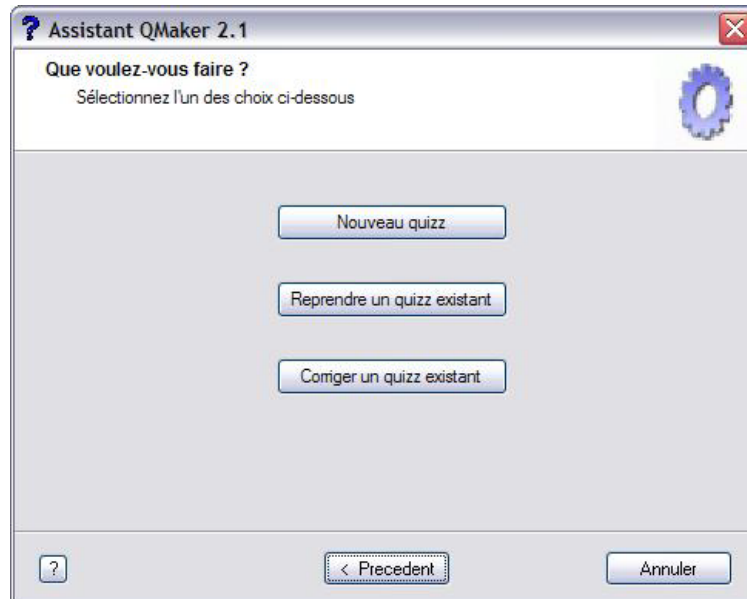 ? Assistant QMaker 2.1
Que voulez-vous faire ?
Sélectionnez l'un des choix ci-dessous
Nouveau quizz
Reprendre un quizz existant
Corriger un quizz existant
? < Precedent Annuler